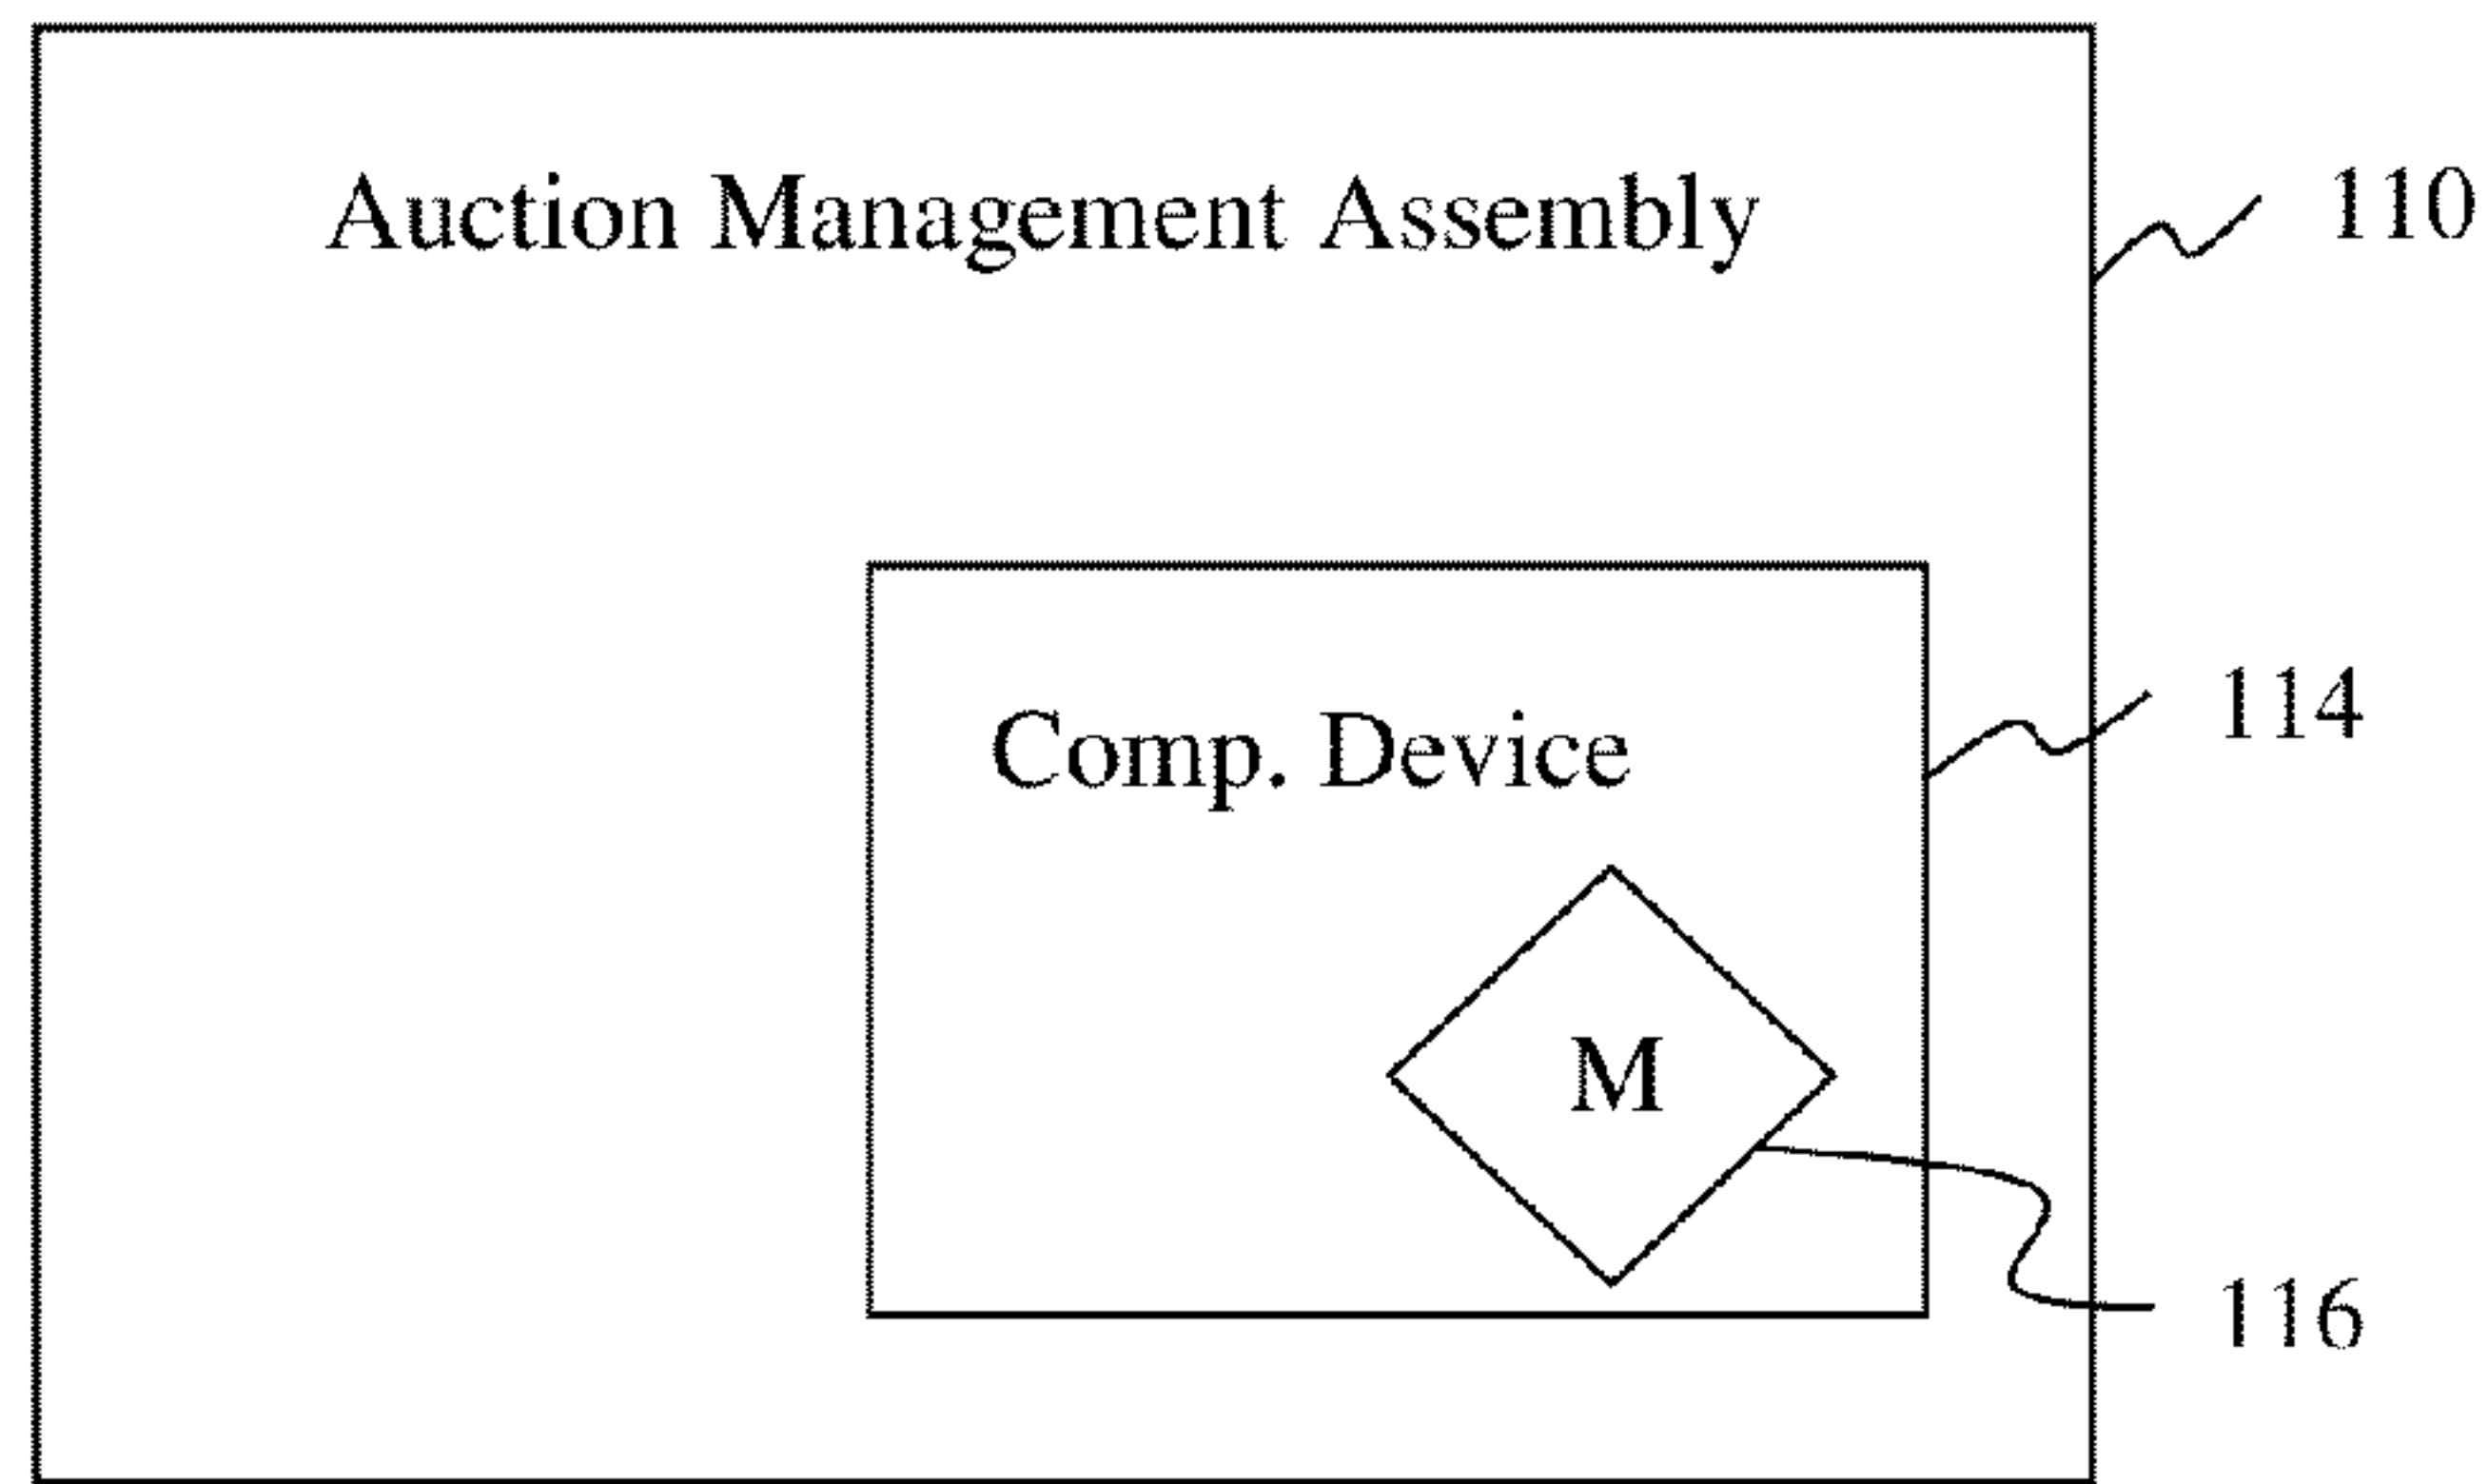 Auction Management Assembly
110
Comp. Device
114
M
116